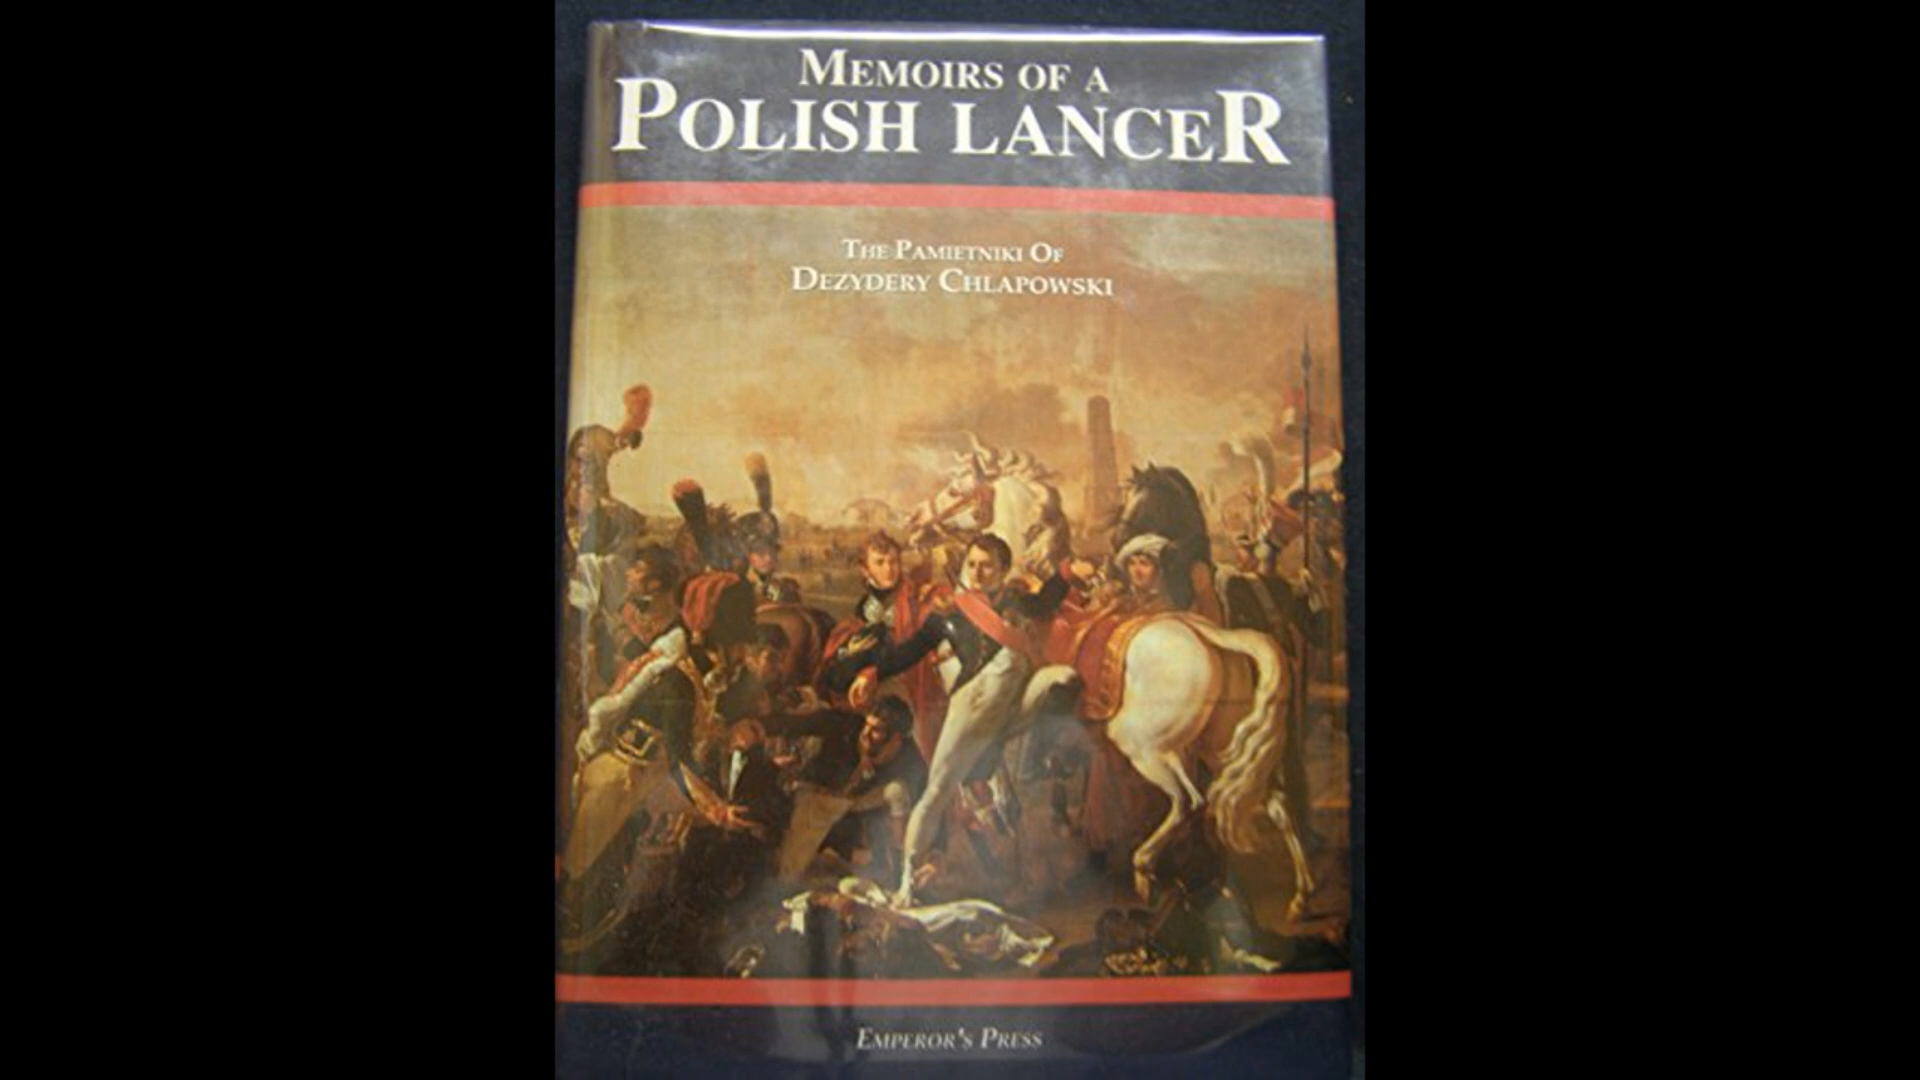 MEMOIRS OF A
POLISH LANCER
THE PAMIETNIKI OF
DEZYDERY CHLAPOWSKI
EMPEROR'S PRESS